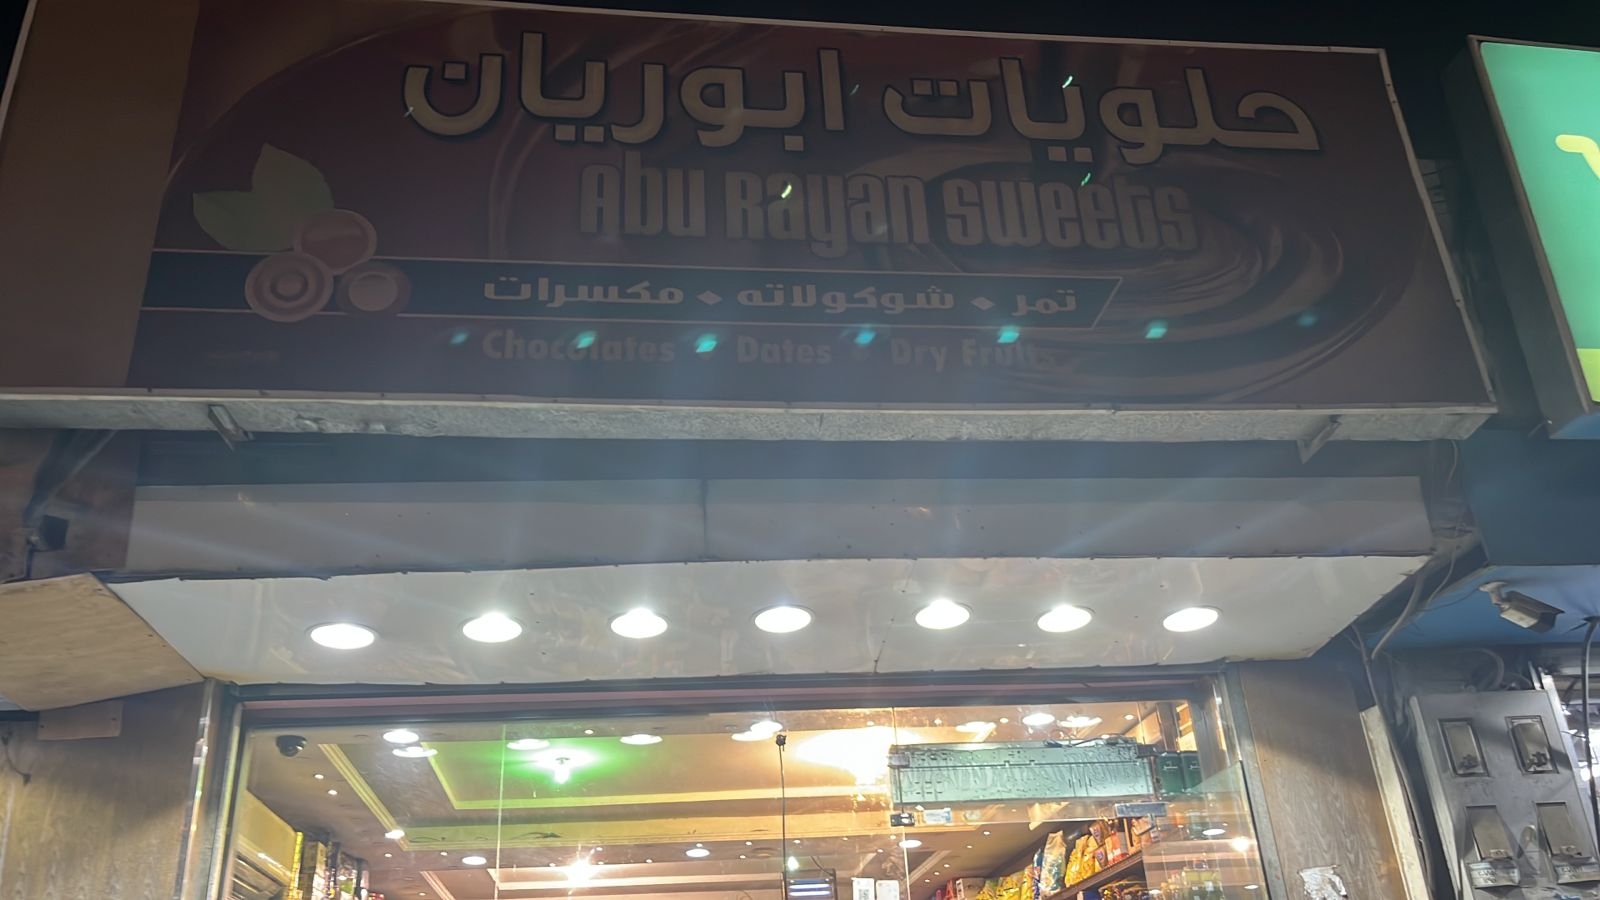 حلويات ابوريان
Abu Rayan Sweets
تمر ⬥ شوكولاته ⬥ مكسرات
Chocolates Dates Dry Fruits